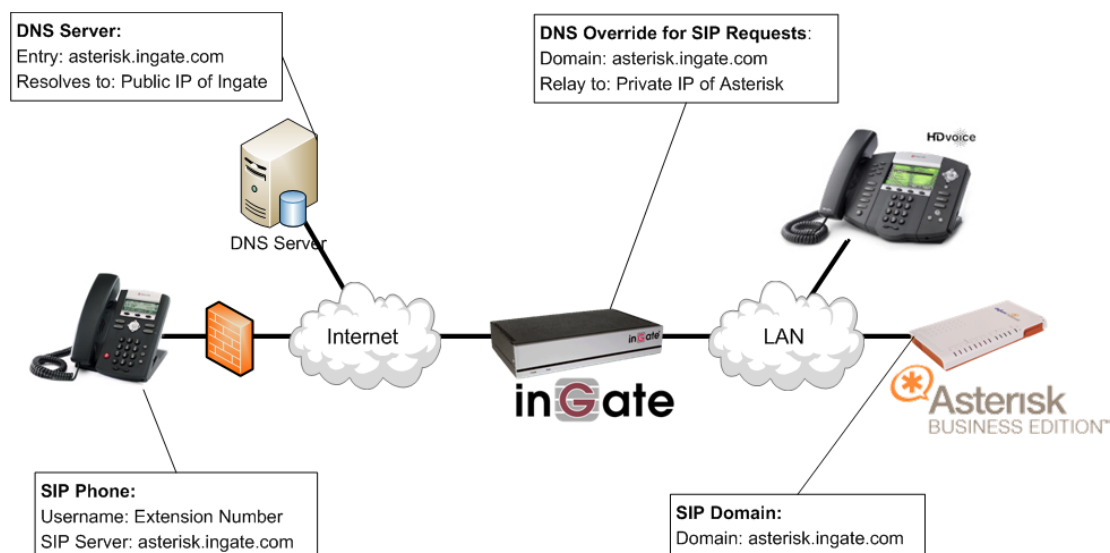 DNS Server:
Entry: asterisk.ingate.com
Resolves to: Public IP of Ingate
DNS Override for SIP Requests:
Domain: asterisk.ingate.com
Relay to: Private IP of Asterisk
HDvoice
DNS Server
Internet
inGate
LAN
inGate
Asterisk
BUSINESS EDITION™
SIP Phone:
Username: Extension Number
SIP Server: asterisk.ingate.com
SIP Domain:
Domain: asterisk.ingate.com